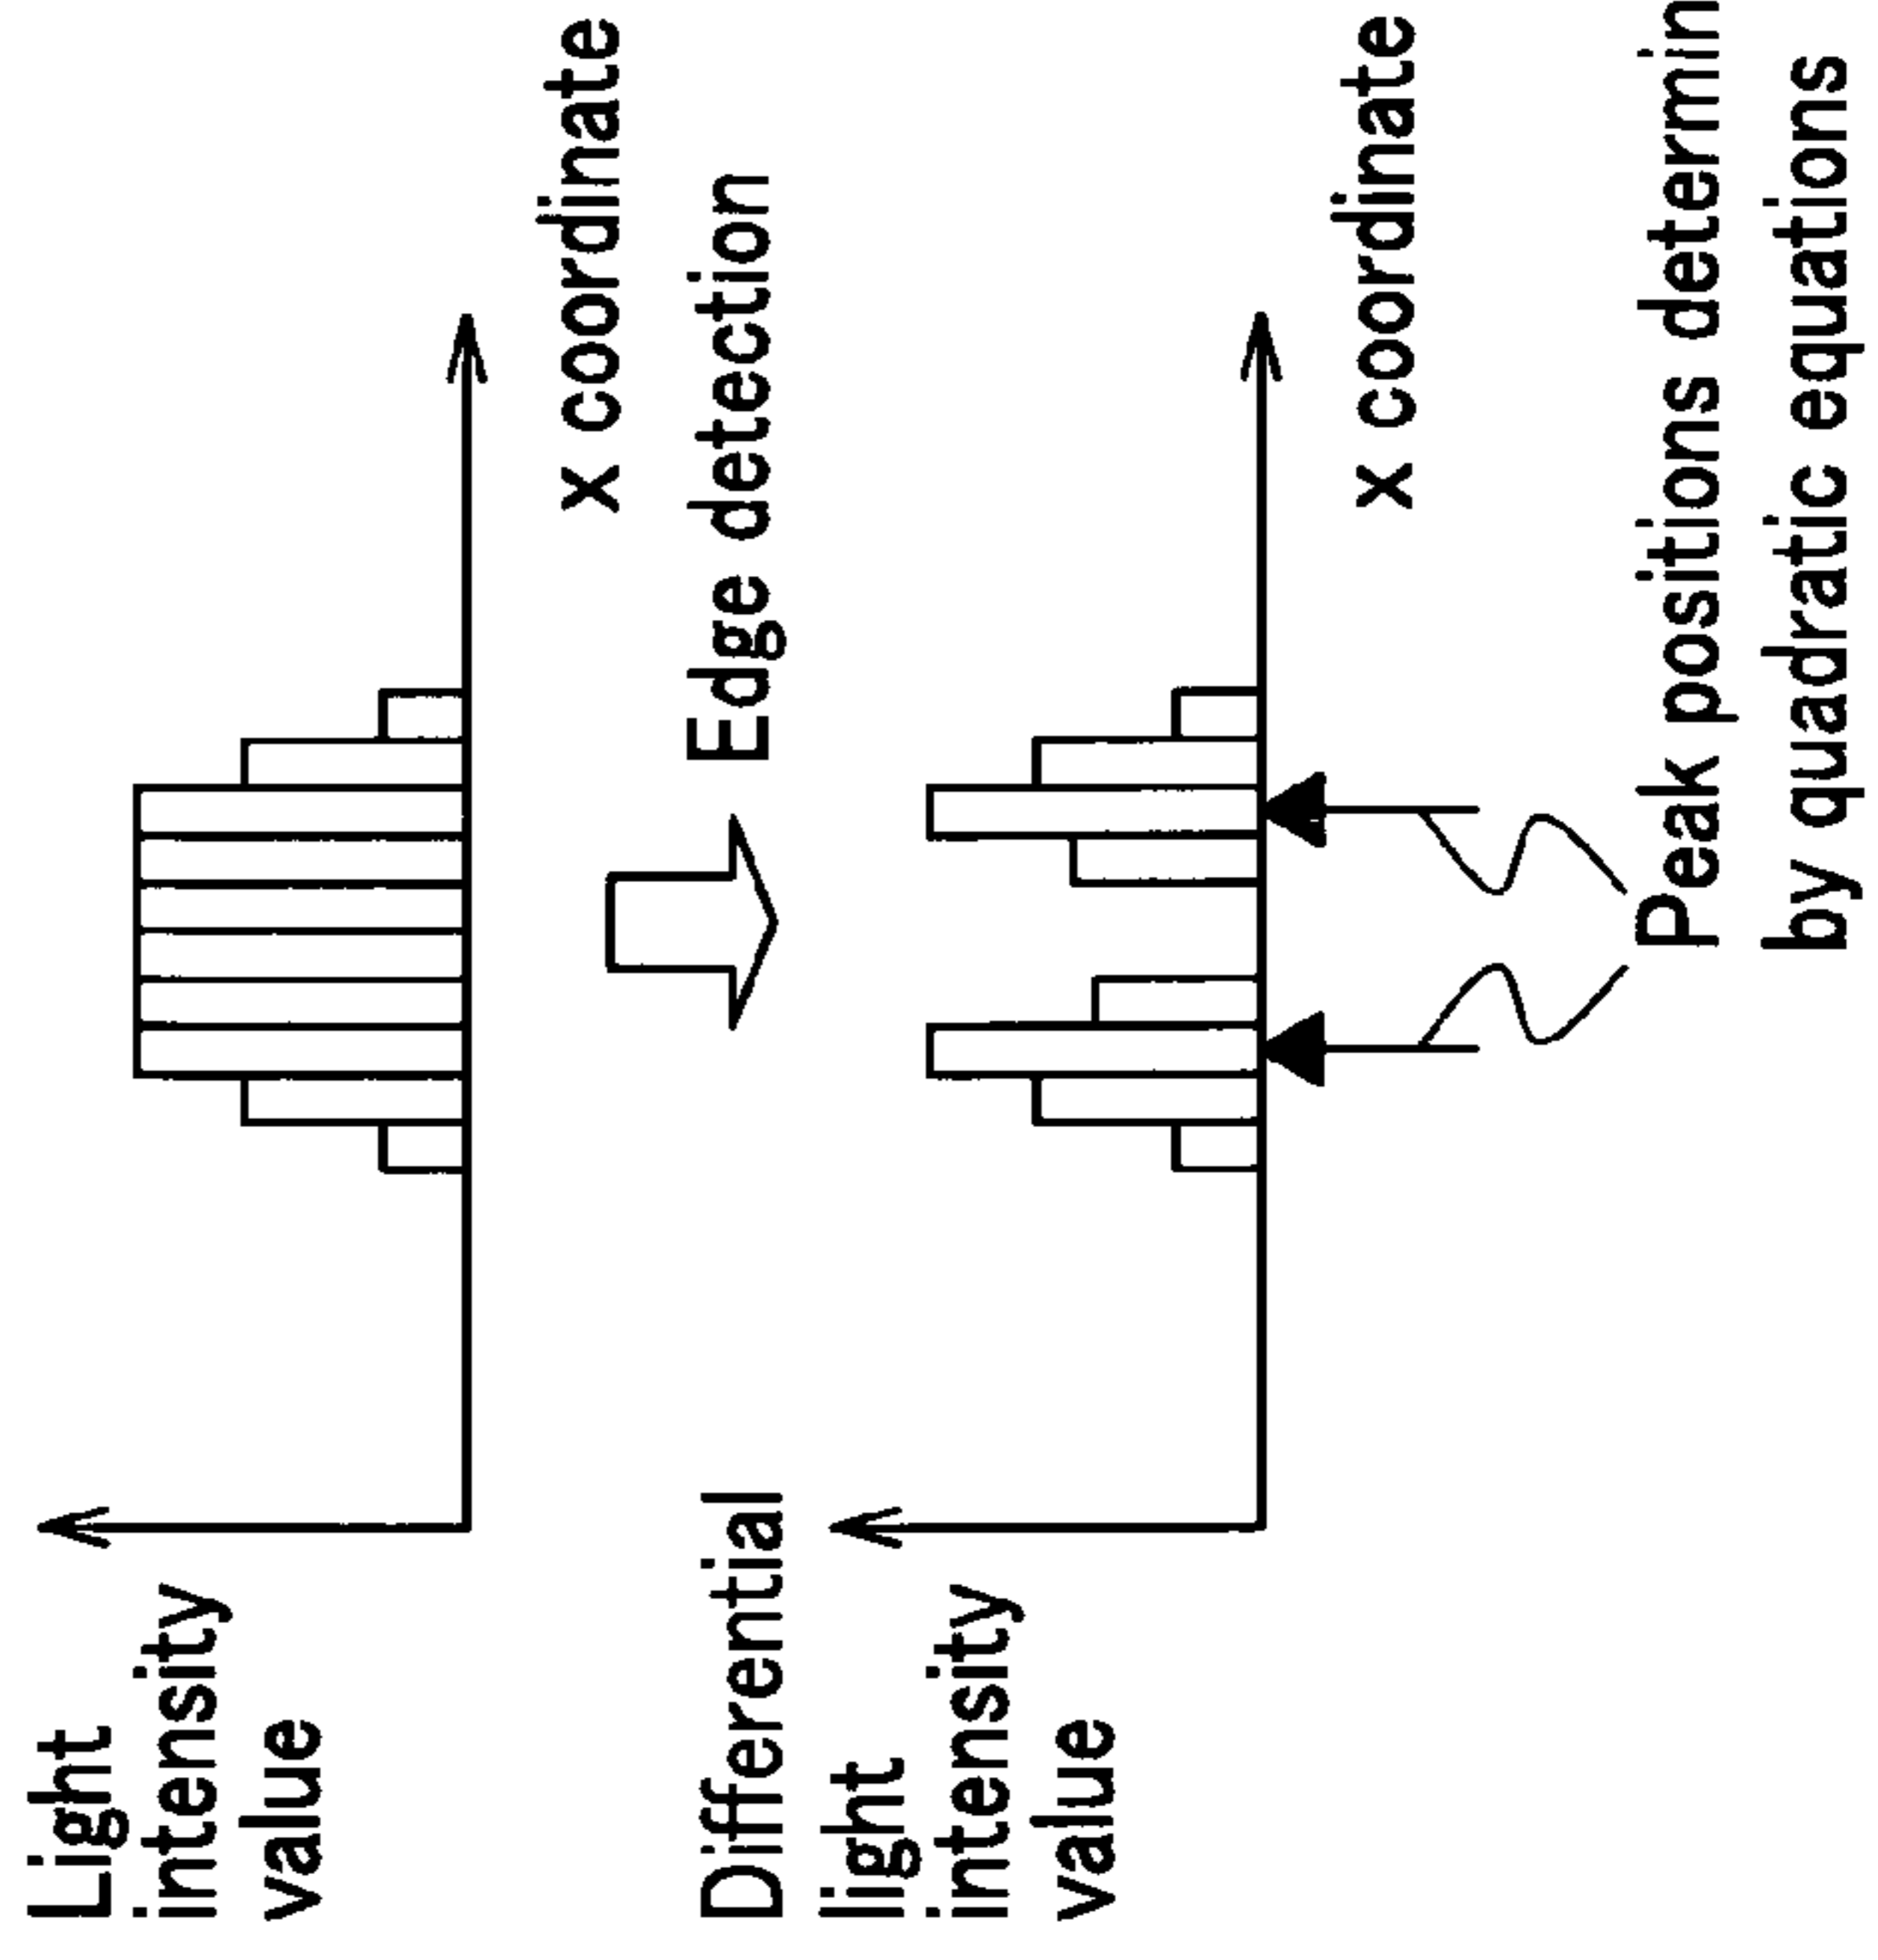 Light
intensity
value
x coordinate
Edge detection
Differential
light
intensity
value
x coordinate
Peak positions determin
by quadratic equations